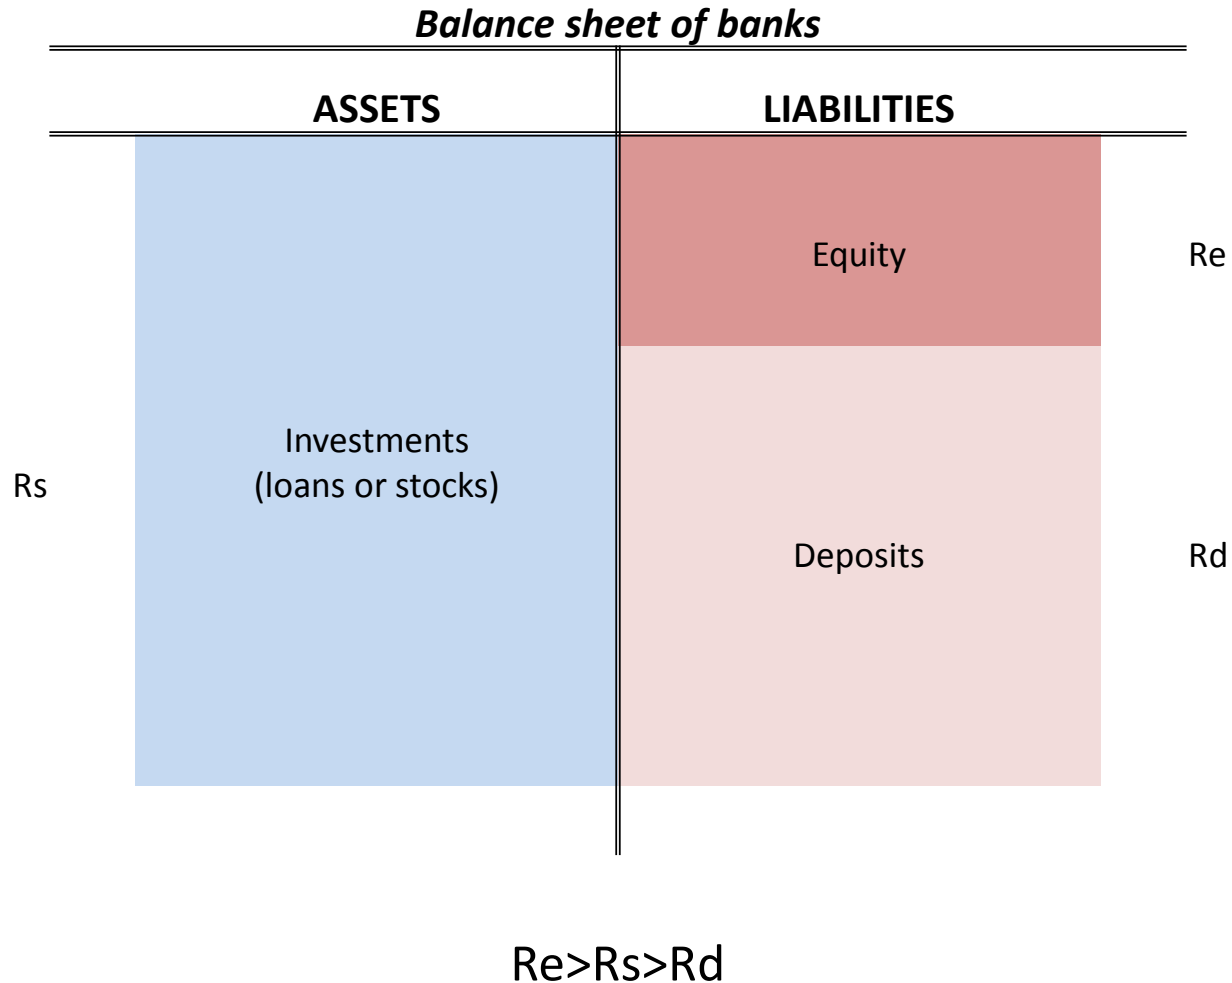 Balance sheet of banks
ASSETS
LIABILITIES
Equity
Re
Investments
(loans or stocks)
Rs
Deposits
Rd
Re>Rs>Rd